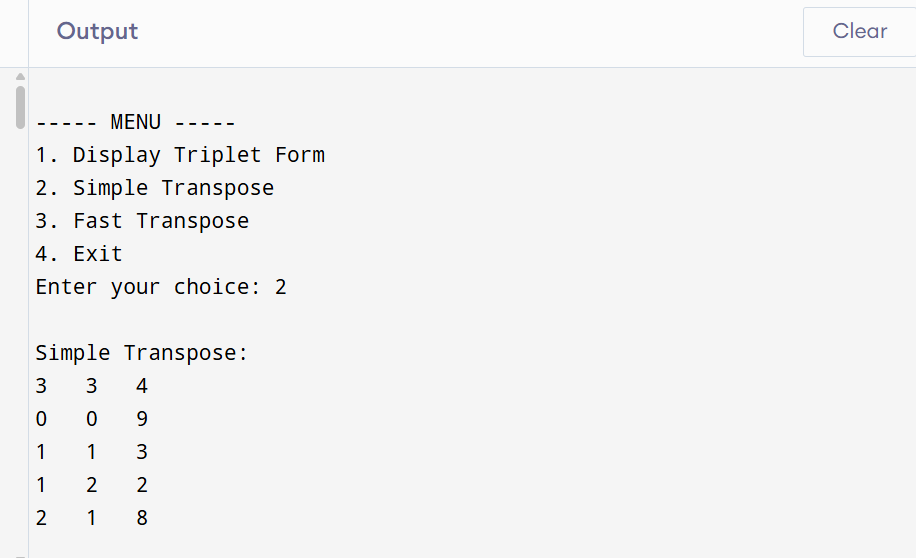 Output
Clear
----- MENU -----
1. Display Triplet Form
2. Simple Transpose
3. Fast Transpose
4. Exit
Enter your choice: 2
Simple Transpose:
3 3 4
0 0 9
1 1 3
1 2 2
2 1 8